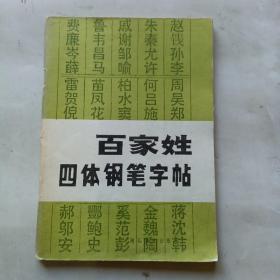 赵钱孙李 周吴郑
朱秦尤许 何吕施
戚谢邹喻 柏水窦
鲁韦昌马 苗凤花
费廉岑薛 雷贺倪
百家姓
四体钢笔字帖
蒋沈韩
金魏陶
奚范彭
酆鲍史
郝邬安